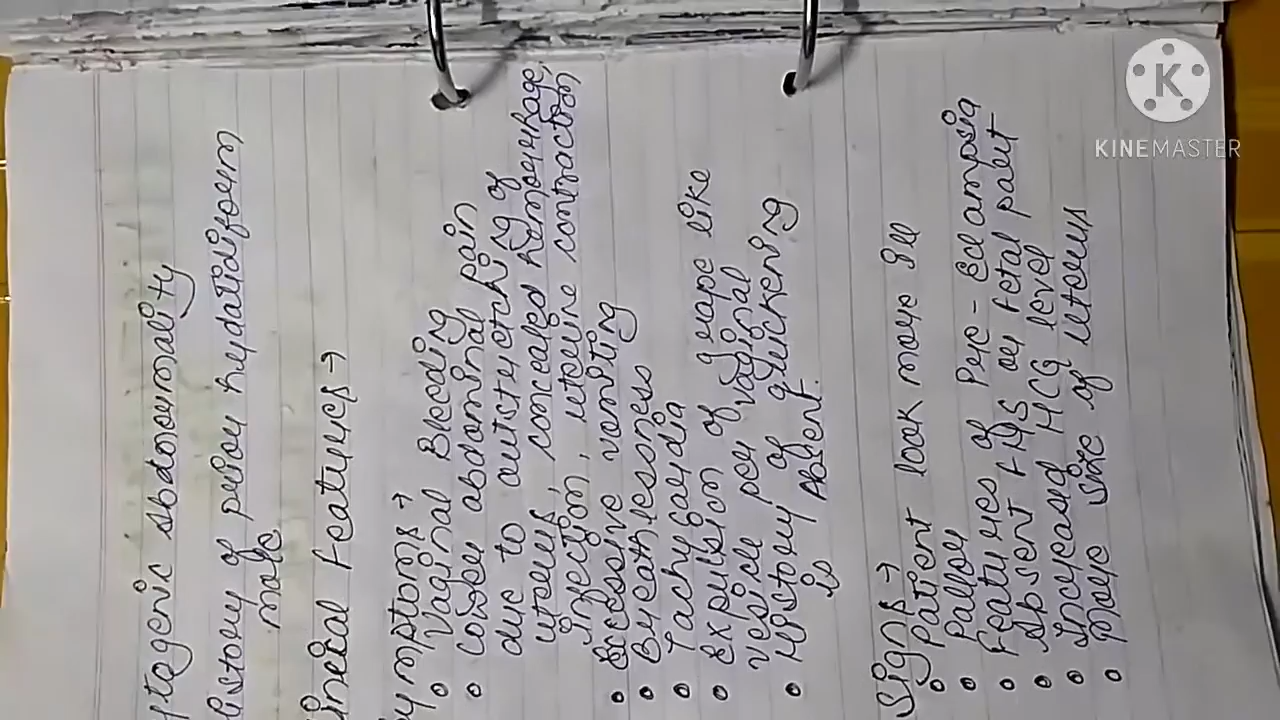 abdnormality
History of prior hydatidiform
mole
Clinical Features →
Symptoms →
• Vaginal Bleeding
• Lower abdominal pain
due to overstretching of
uterus, concealed hemorrhage,
infection, uterine contraction
• Excessive vomiting
• Breathlessness
• Tachycardia
• Expulsion of grape like
vesicle per vaginal
• History of quickening
is Absent.
Signs →
• Patient look more ill
• Pallor
• Features of Pre-Eclampsia
• Absent FHS or Fetal part
• Increased HCG level
• More size of uterus
KINEMASTER